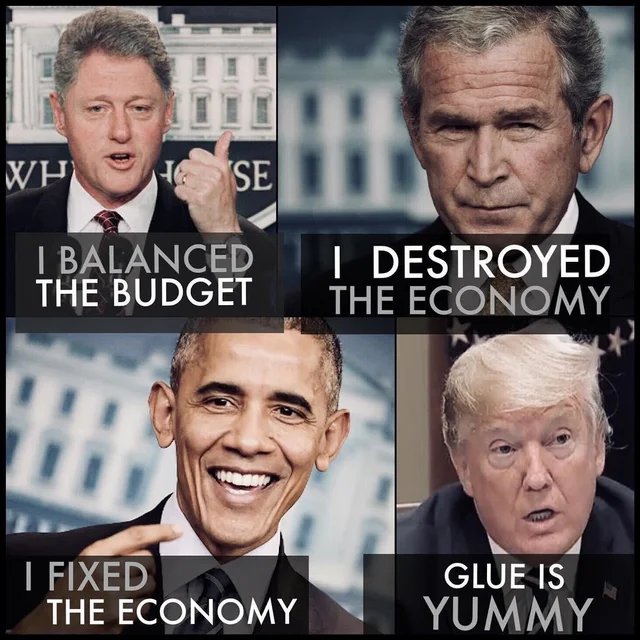 I BALANCED
THE BUDGET
I DESTROYED
THE ECONOMY
I FIXED
THE ECONOMY
GLUE IS
YUMMY